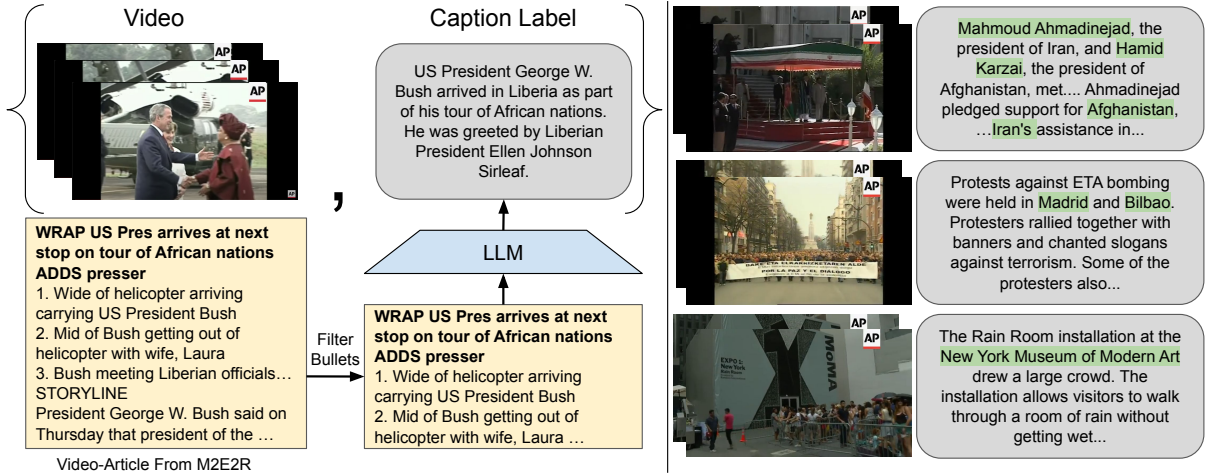 Video
Caption Label
AP
AP
AP
AP
US President George W.
Bush arrived in Liberia as part
of his tour of African nations.
He was greeted by Liberian
President Ellen Johnson
Sirleaf.
,
WRAP US Pres arrives at next
stop on tour of African nations
ADDS presser
1. Wide of helicopter arriving
carrying US President Bush
2. Mid of Bush getting out of
helicopter with wife, Laura
3. Bush meeting Liberian officials…
STORYLINE
President George W. Bush said on
Thursday that president of the …
Video-Article From M2E2R
Filter
Bullets
LLM
WRAP US Pres arrives at next
stop on tour of African nations
ADDS presser
1. Wide of helicopter arriving
carrying US President Bush
2. Mid of Bush getting out of
helicopter with wife, Laura …
AP
AP
Mahmoud Ahmadinejad, the
president of Iran, and Hamid
Karzai, the president of
Afghanistan, met.... Ahmadinejad
pledged support for Afghanistan,
…Iran's assistance in...
AP
AP
POR LA PAZ Y EL DIALOGO
Protests against ETA bombing
were held in Madrid and Bilbao.
Protesters rallied together with
banners and chanted slogans
against terrorism. Some of the
protesters also...
AP
AP
EXPO 1:
New York
Rain Room
MoMA
The Rain Room installation at the
New York Museum of Modern Art
drew a large crowd. The
installation allows visitors to walk
through a room of rain without
getting wet...